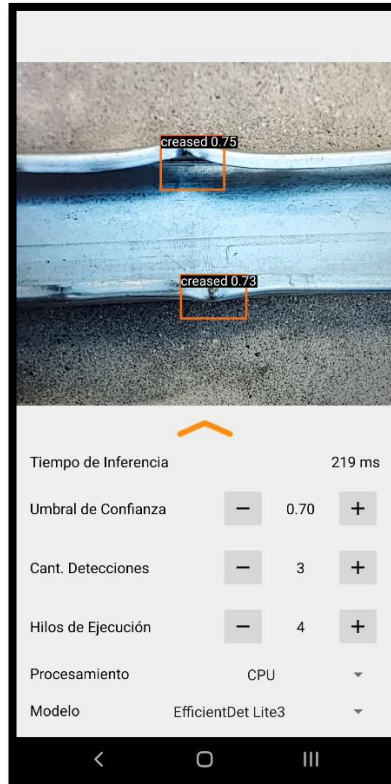 creased 0.75
creased 0.73
Tiempo de Inferencia 219 ms
Umbral de Confianza − 0.70 +
Cant. Detecciones − 3 +
Hilos de Ejecución − 4 +
Procesamiento CPU
Modelo EfficientDet Lite3